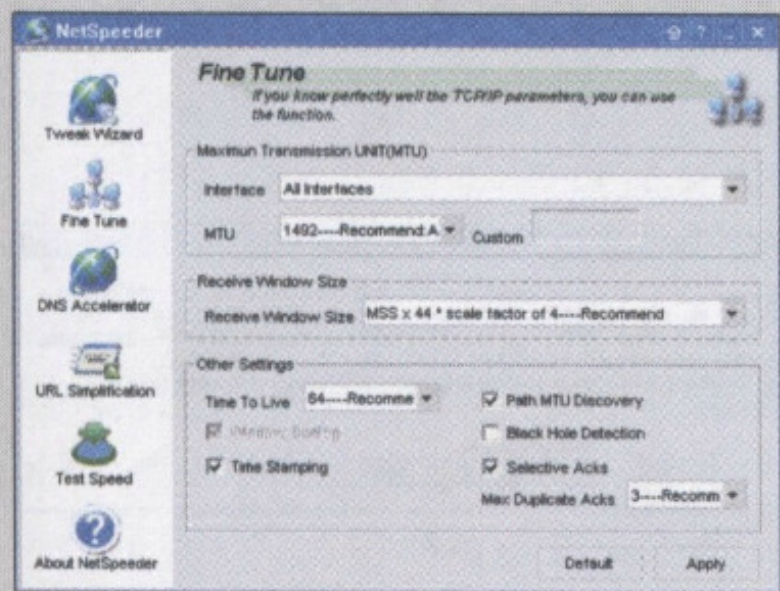 NetSpeeder
Fine Tune
If you know perfectly well the TCP/IP parameters, you can use
the function.
Tweak Wizard
Fine Tune
DNS Accelerator
URL Simplification
Test Speed
About NetSpeeder
Maximun Transmission UNIT(MTU)
Interface All Interfaces
MTU 1492----Recommend:A Custom
Receive Window Size
Receive Window Size MSS x 44 * scale factor of 4----Recommend
Other Settings
Time To Live 64----Recomme
Path MTU Discovery
Window Scaling
Black Hole Detection
Time Stamping
Selective Acks
Max Duplicate Acks 3----Recomm
Default Apply